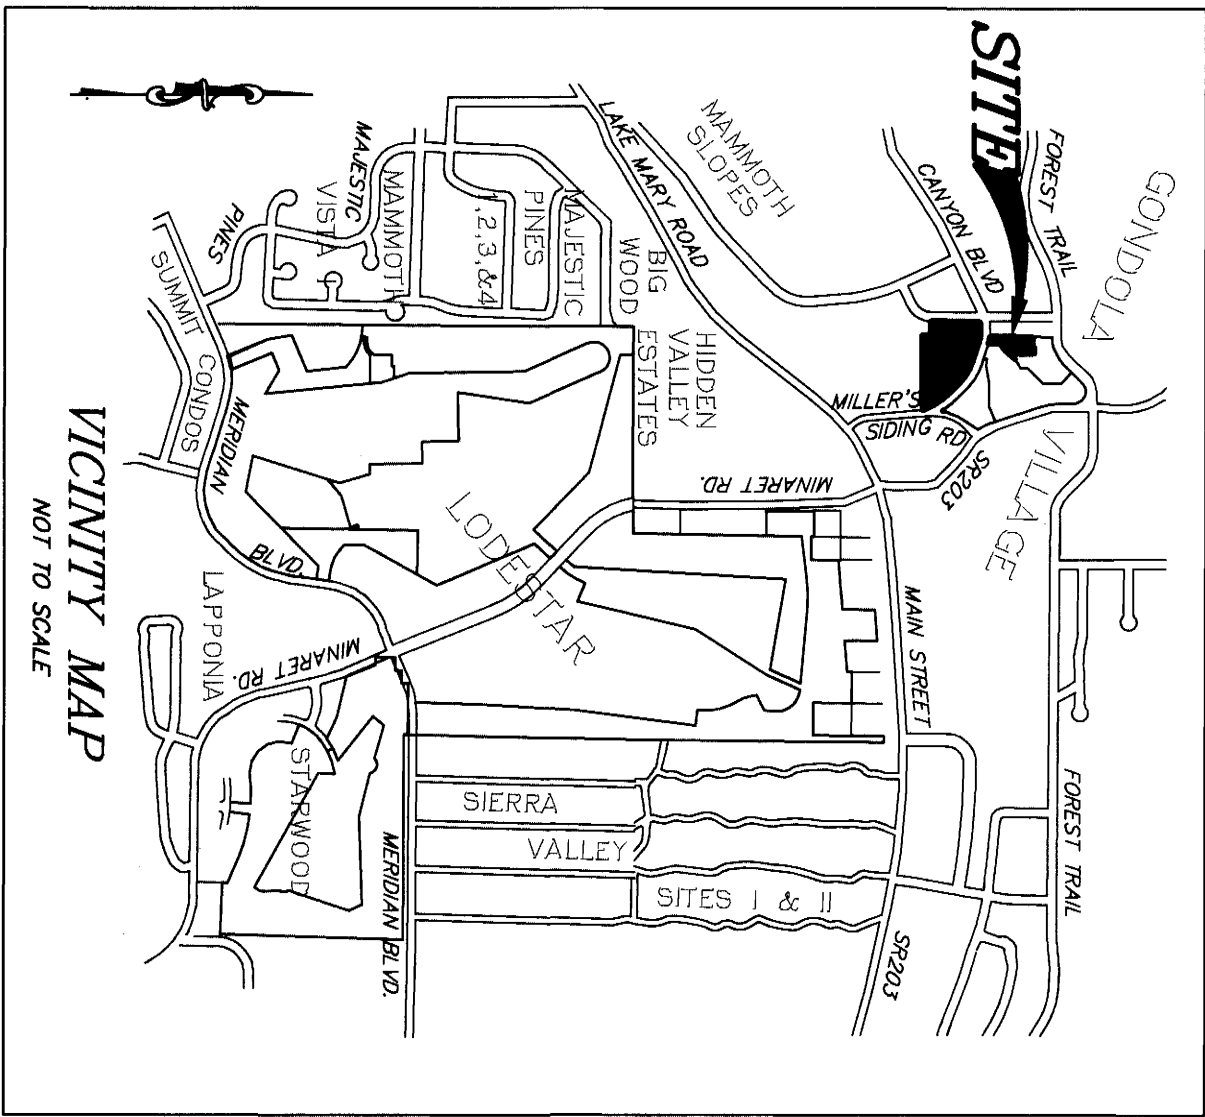 SITE
FOREST TRAIL
GONDOLA
VILLAGE
CANYON BLVD
MAMMOTH
SLOPES
LAKE MARY ROAD
MILLER'S
SIDING RD
SR203
MAJESTIC
PINES
MAMMOTH
VISTA 1
MAJESTIC
PINES
1,2,3,&4
BIG
WOOD
HIDDEN
VALLEY
ESTATES
SUMMIT
CONDOS
MERIDIAN
BLVD.
MINARET RD.
LODESTAR
MAIN STREET
FOREST TRAIL
LAPPONIA
MINARET RD.
STARWOOD
SIERRA
VALLEY
SITES I & II
MERIDIAN BLVD.
SR203
VICINITY MAP
NOT TO SCALE